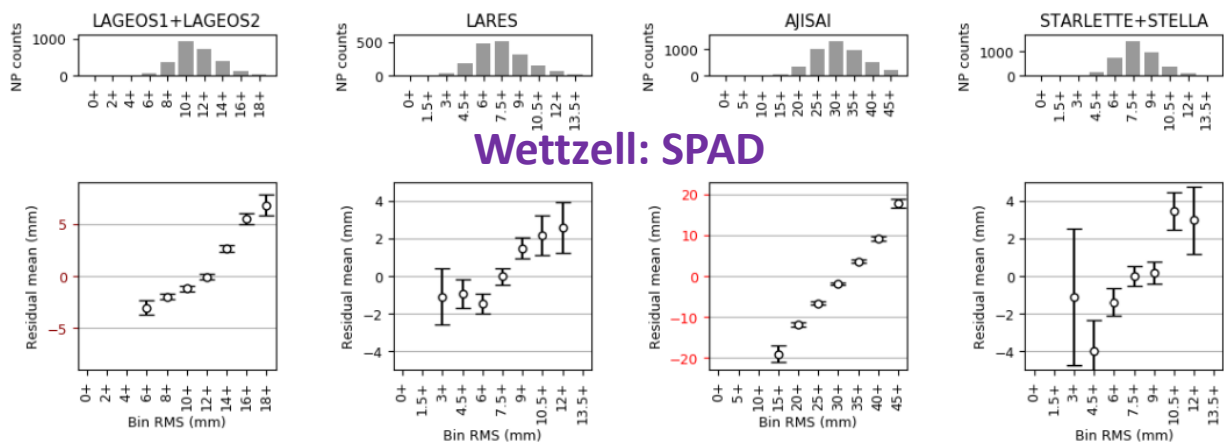 LAGEOS1+LAGEOS2 LARES AJISAI STARLETTE+STELLA
NP counts 1000 0
0+ 2+ 4+ 6+ 8+ 10+ 12+ 14+ 16+ 18+
NP counts 500 0
0+ 1.5+ 3+ 4.5+ 6+ 7.5+ 9+ 10.5+ 12+ 13.5+
NP counts 1000 0
0+ 5+ 10+ 15+ 20+ 25+ 30+ 35+ 40+ 45+
NP counts 1000 0
0+ 1.5+ 3+ 4.5+ 6+ 7.5+ 9+ 10.5+ 12+ 13.5+
Wettzell: SPAD
Residual mean (mm) 5 0 −5
0+ 2+ 4+ 6+ 8+ 10+ 12+ 14+ 16+ 18+
Bin RMS (mm)
Residual mean (mm) 4 2 0 −2 −4
0+ 1.5+ 3+ 4.5+ 6+ 7.5+ 9+ 10.5+ 12+ 13.5+
Bin RMS (mm)
Residual mean (mm) 20 10 0 −10 −20
0+ 5+ 10+ 15+ 20+ 25+ 30+ 35+ 40+ 45+
Bin RMS (mm)
Residual mean (mm) 4 2 0 −2 −4
0+ 1.5+ 3+ 4.5+ 6+ 7.5+ 9+ 10.5+ 12+ 13.5+
Bin RMS (mm)